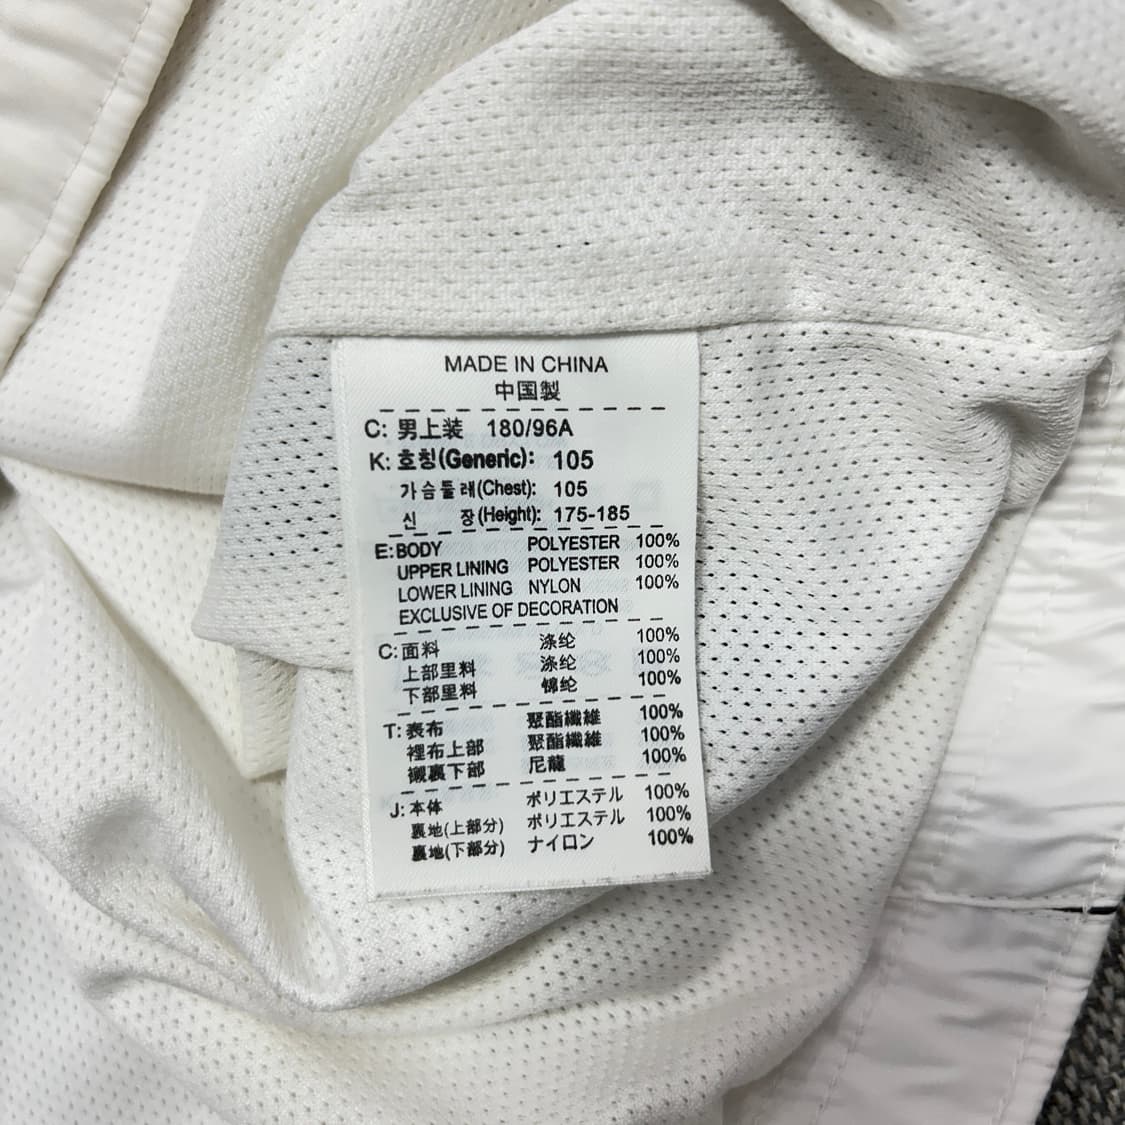 MADE IN CHINA
中国製
C: 男上装 180/96A
K: 호칭(Generic): 105
가슴둘레(Chest): 105
신 장(Height): 175-185
E: BODY POLYESTER 100%
UPPER LINING POLYESTER 100%
LOWER LINING NYLON 100%
EXCLUSIVE OF DECORATION
C: 面料 涤纶 100%
上部里料 涤纶 100%
下部里料 锦纶 100%
T: 表布 聚酯纖維 100%
裡布上部 聚酯纖維 100%
襯裏下部 尼龍 100%
J: 本体 ポリエステル 100%
裏地(上部分) ポリエステル 100%
裏地(下部分) ナイロン 100%